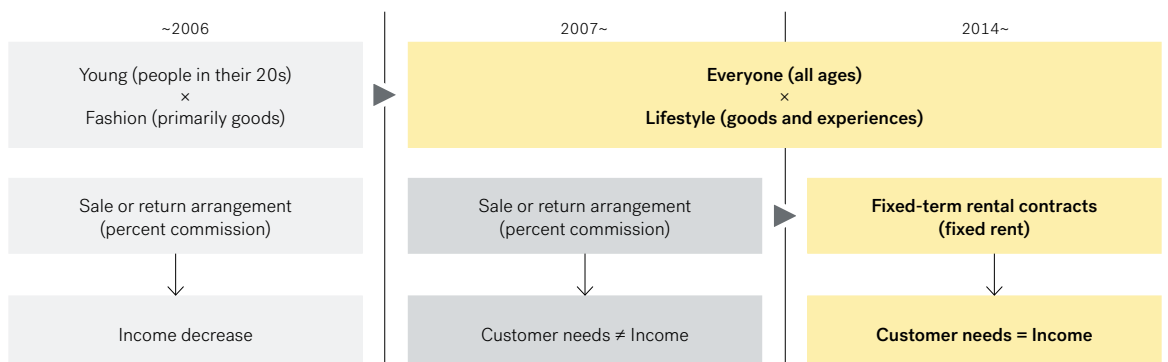 ~2006
2007~
2014~
Young (people in their 20s)
×
Fashion (primarily goods)
Everyone (all ages)
×
Lifestyle (goods and experiences)
Sale or return arrangement
(percent commission)
Sale or return arrangement
(percent commission)
Fixed-term rental contracts
(fixed rent)
Income decrease
Customer needs ≠ Income
Customer needs = Income